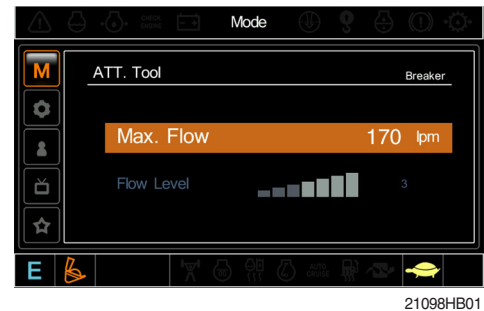 CHECK ENGINE Mode
M
ATT. Tool Breaker
Max. Flow 170 lpm
Flow Level 3
E AUTO CRUISE
21098HB01